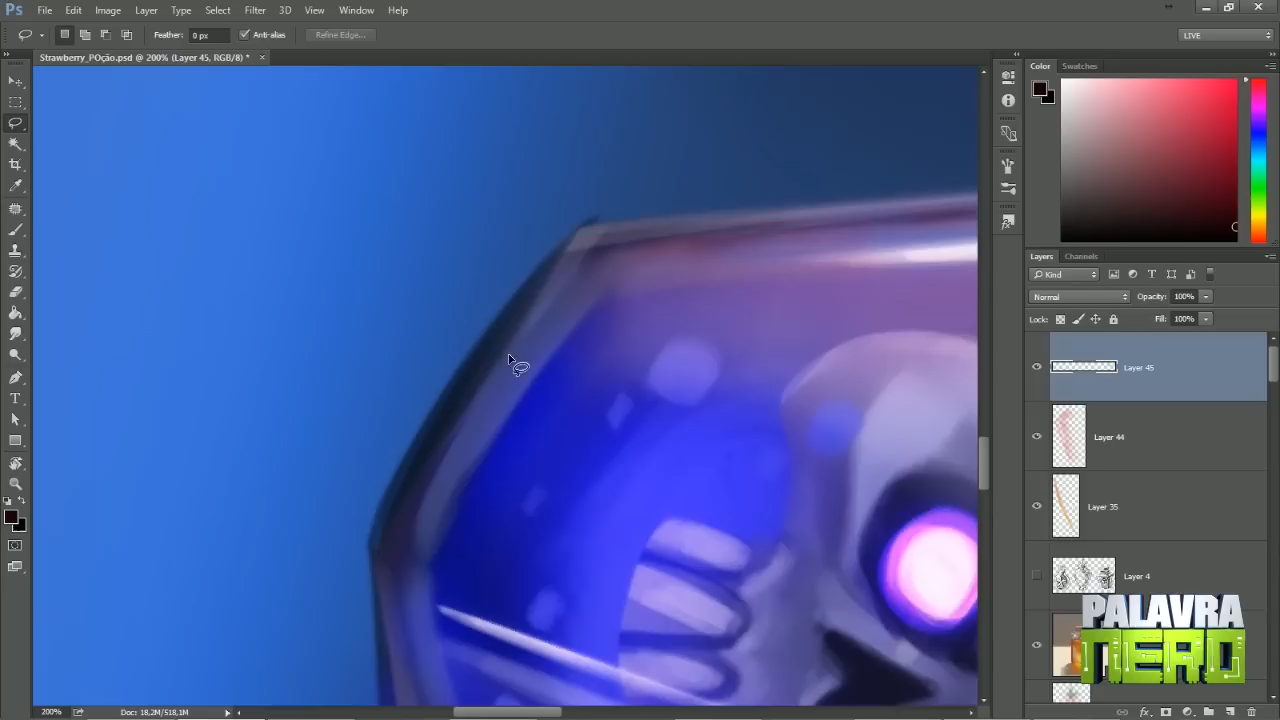 Ps File Edit Image Layer Type Select Filter 3D View Window Help
Feather: 0 px Anti-alias Refine Edge... LIVE
Strawberry_POção.psd @ 200% (Layer 45, RGB/8) * ×
Color Swatches
Layers Channels
Kind
Normal Opacity: 100%
Lock: Fill: 100%
Layer 45
Layer 44
Layer 35
Layer 4
PALAVRA
NERD
200% Doc: 18,2M/518,1M